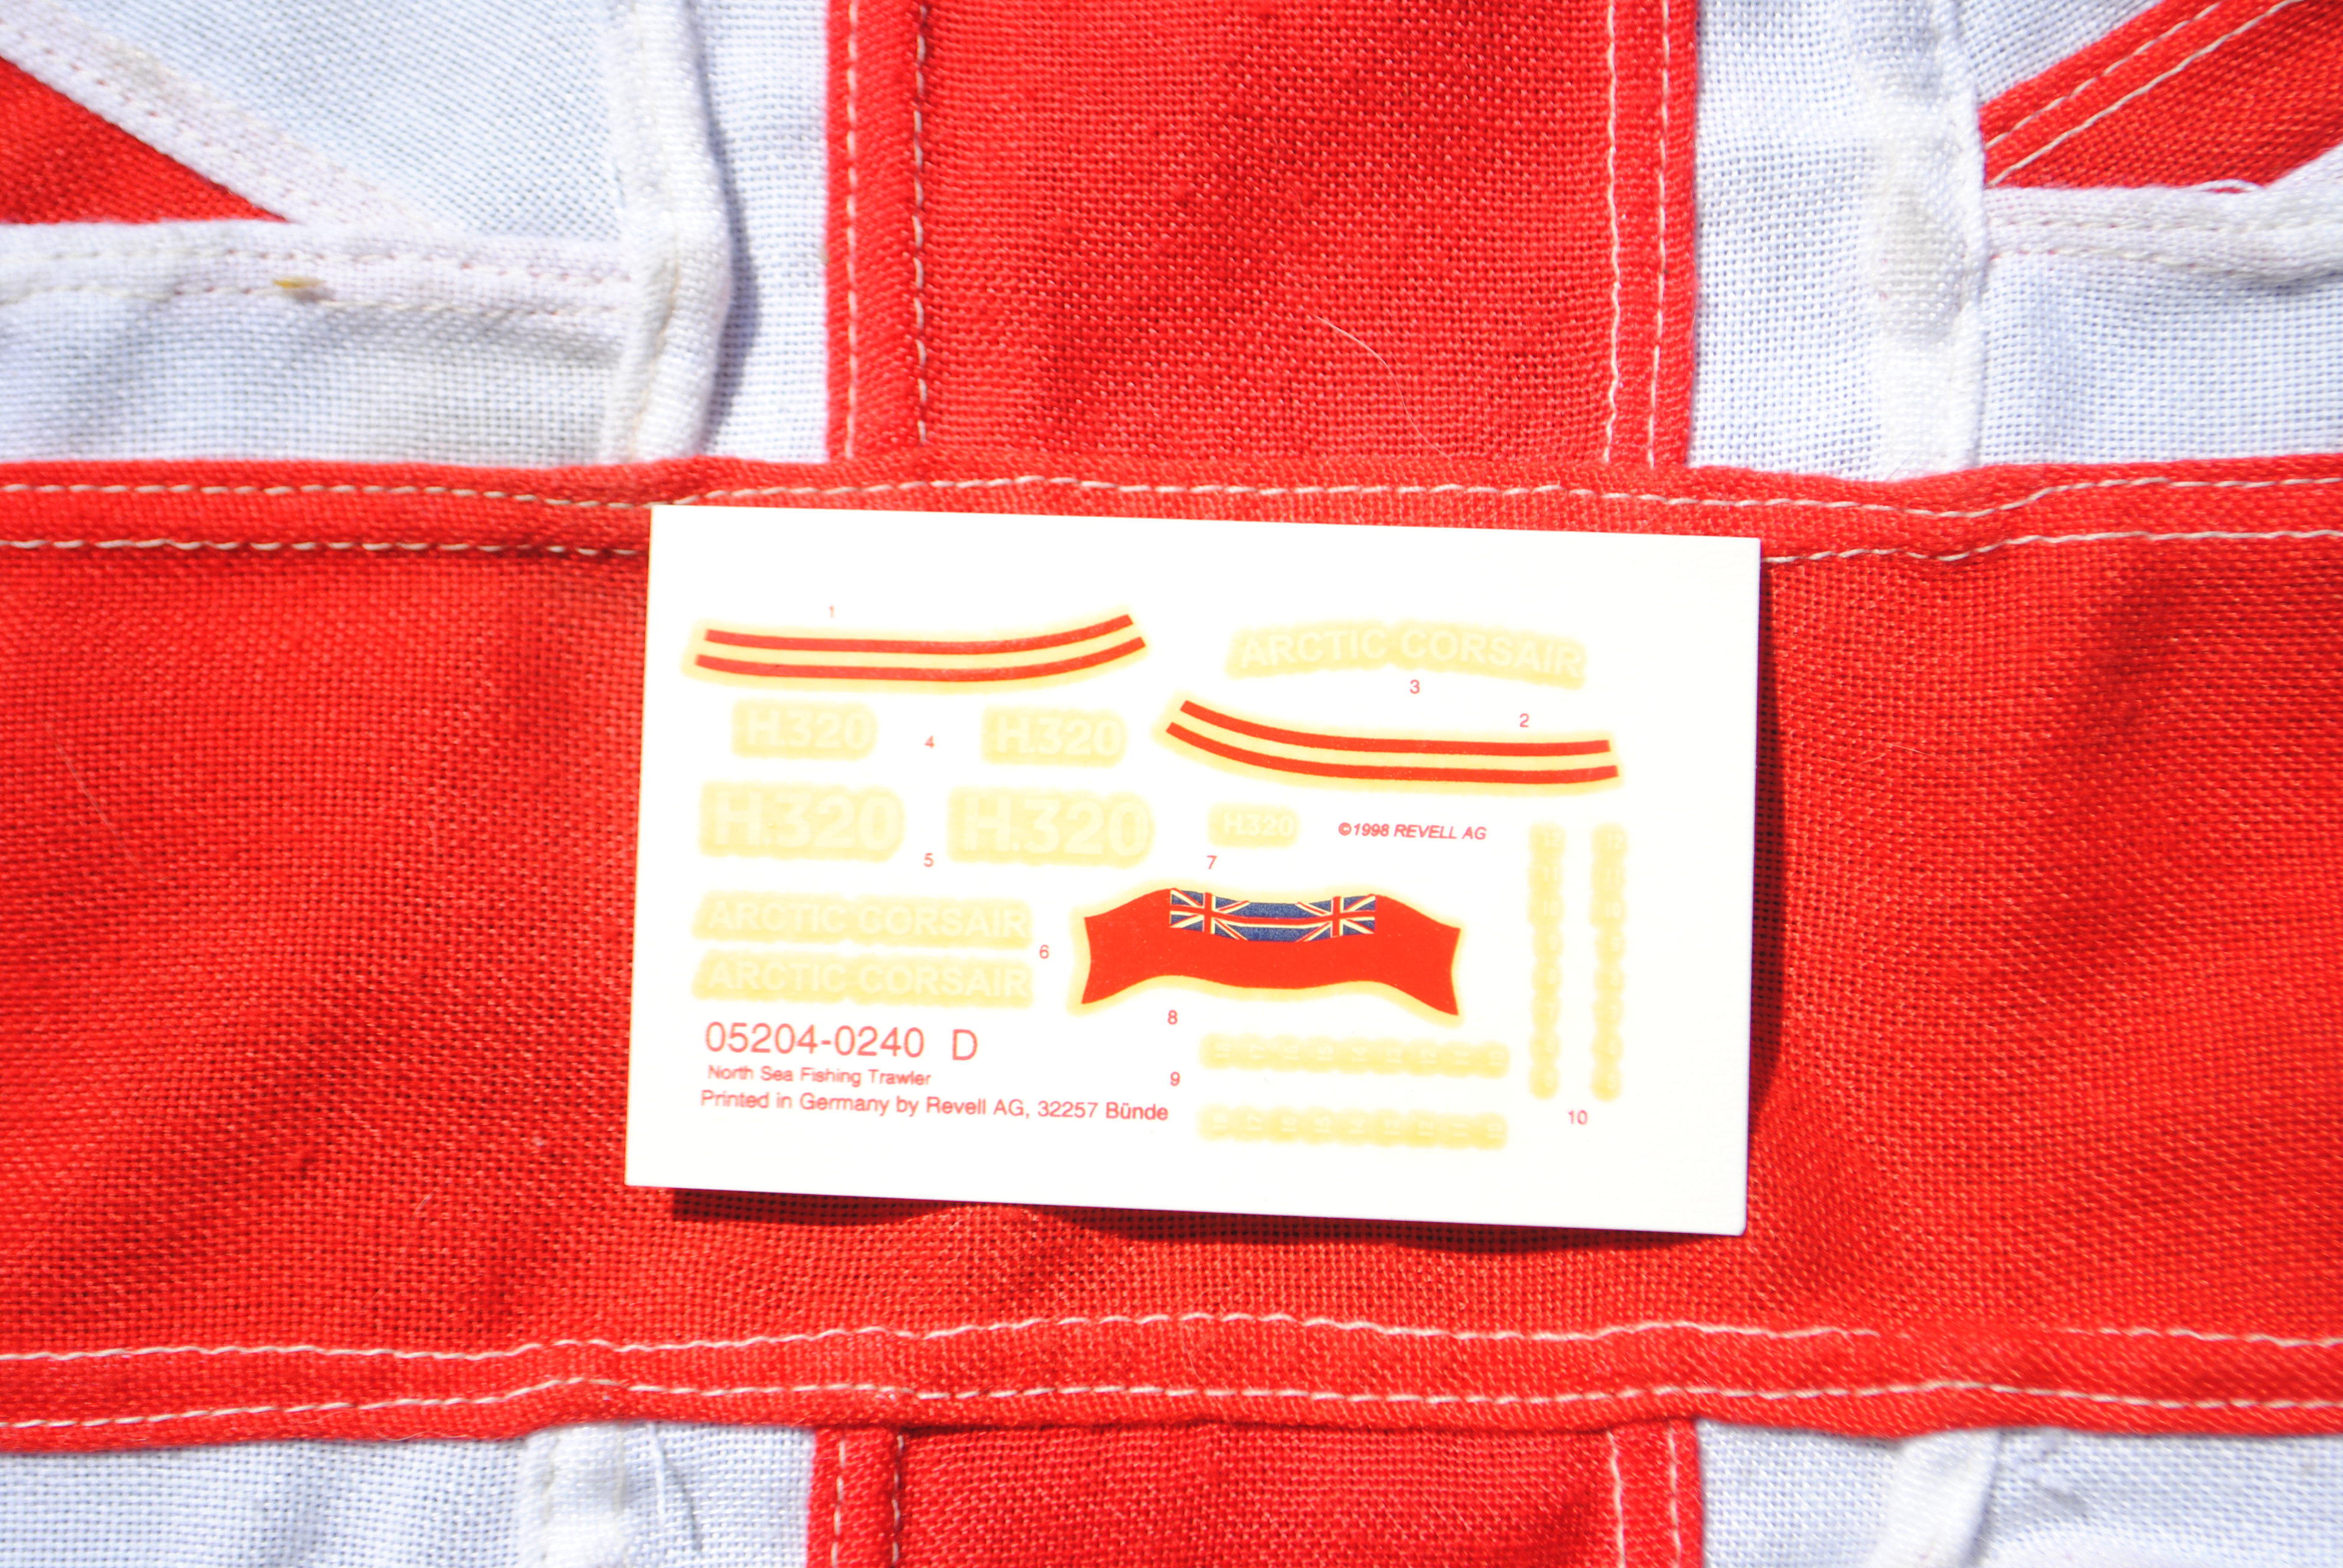 1
ARCTIC CORSAIR
3
2
H.320
4
H.320
H.320
5
H.320
H.320
7
©1998 REVELL AG
ARCTIC CORSAIR
6
ARCTIC CORSAIR
8
05204-0240 D
North Sea Fishing Trawler
9
Printed in Germany by Revell AG, 32257 Bünde
10